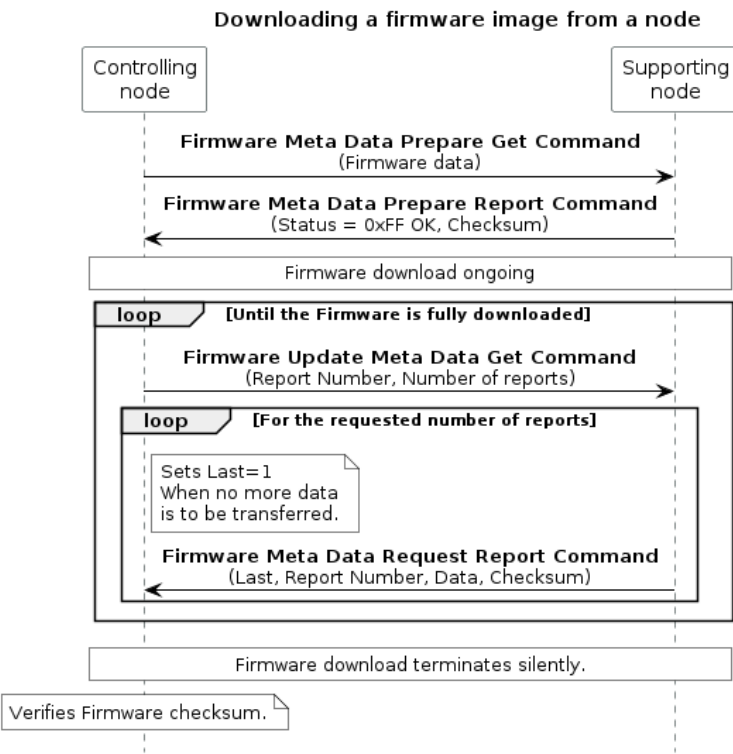 Downloading a firmware image from a node
Controlling
node
Supporting
node
Firmware Meta Data Prepare Get Command
(Firmware data)
Firmware Meta Data Prepare Report Command
(Status = 0xFF OK, Checksum)
Firmware download ongoing
loop [Until the Firmware is fully downloaded]
Firmware Update Meta Data Get Command
(Report Number, Number of reports)
loop [For the requested number of reports]
Sets Last=1
When no more data
is to be transferred.
Firmware Meta Data Request Report Command
(Last, Report Number, Data, Checksum)
Firmware download terminates silently.
Verifies Firmware checksum.